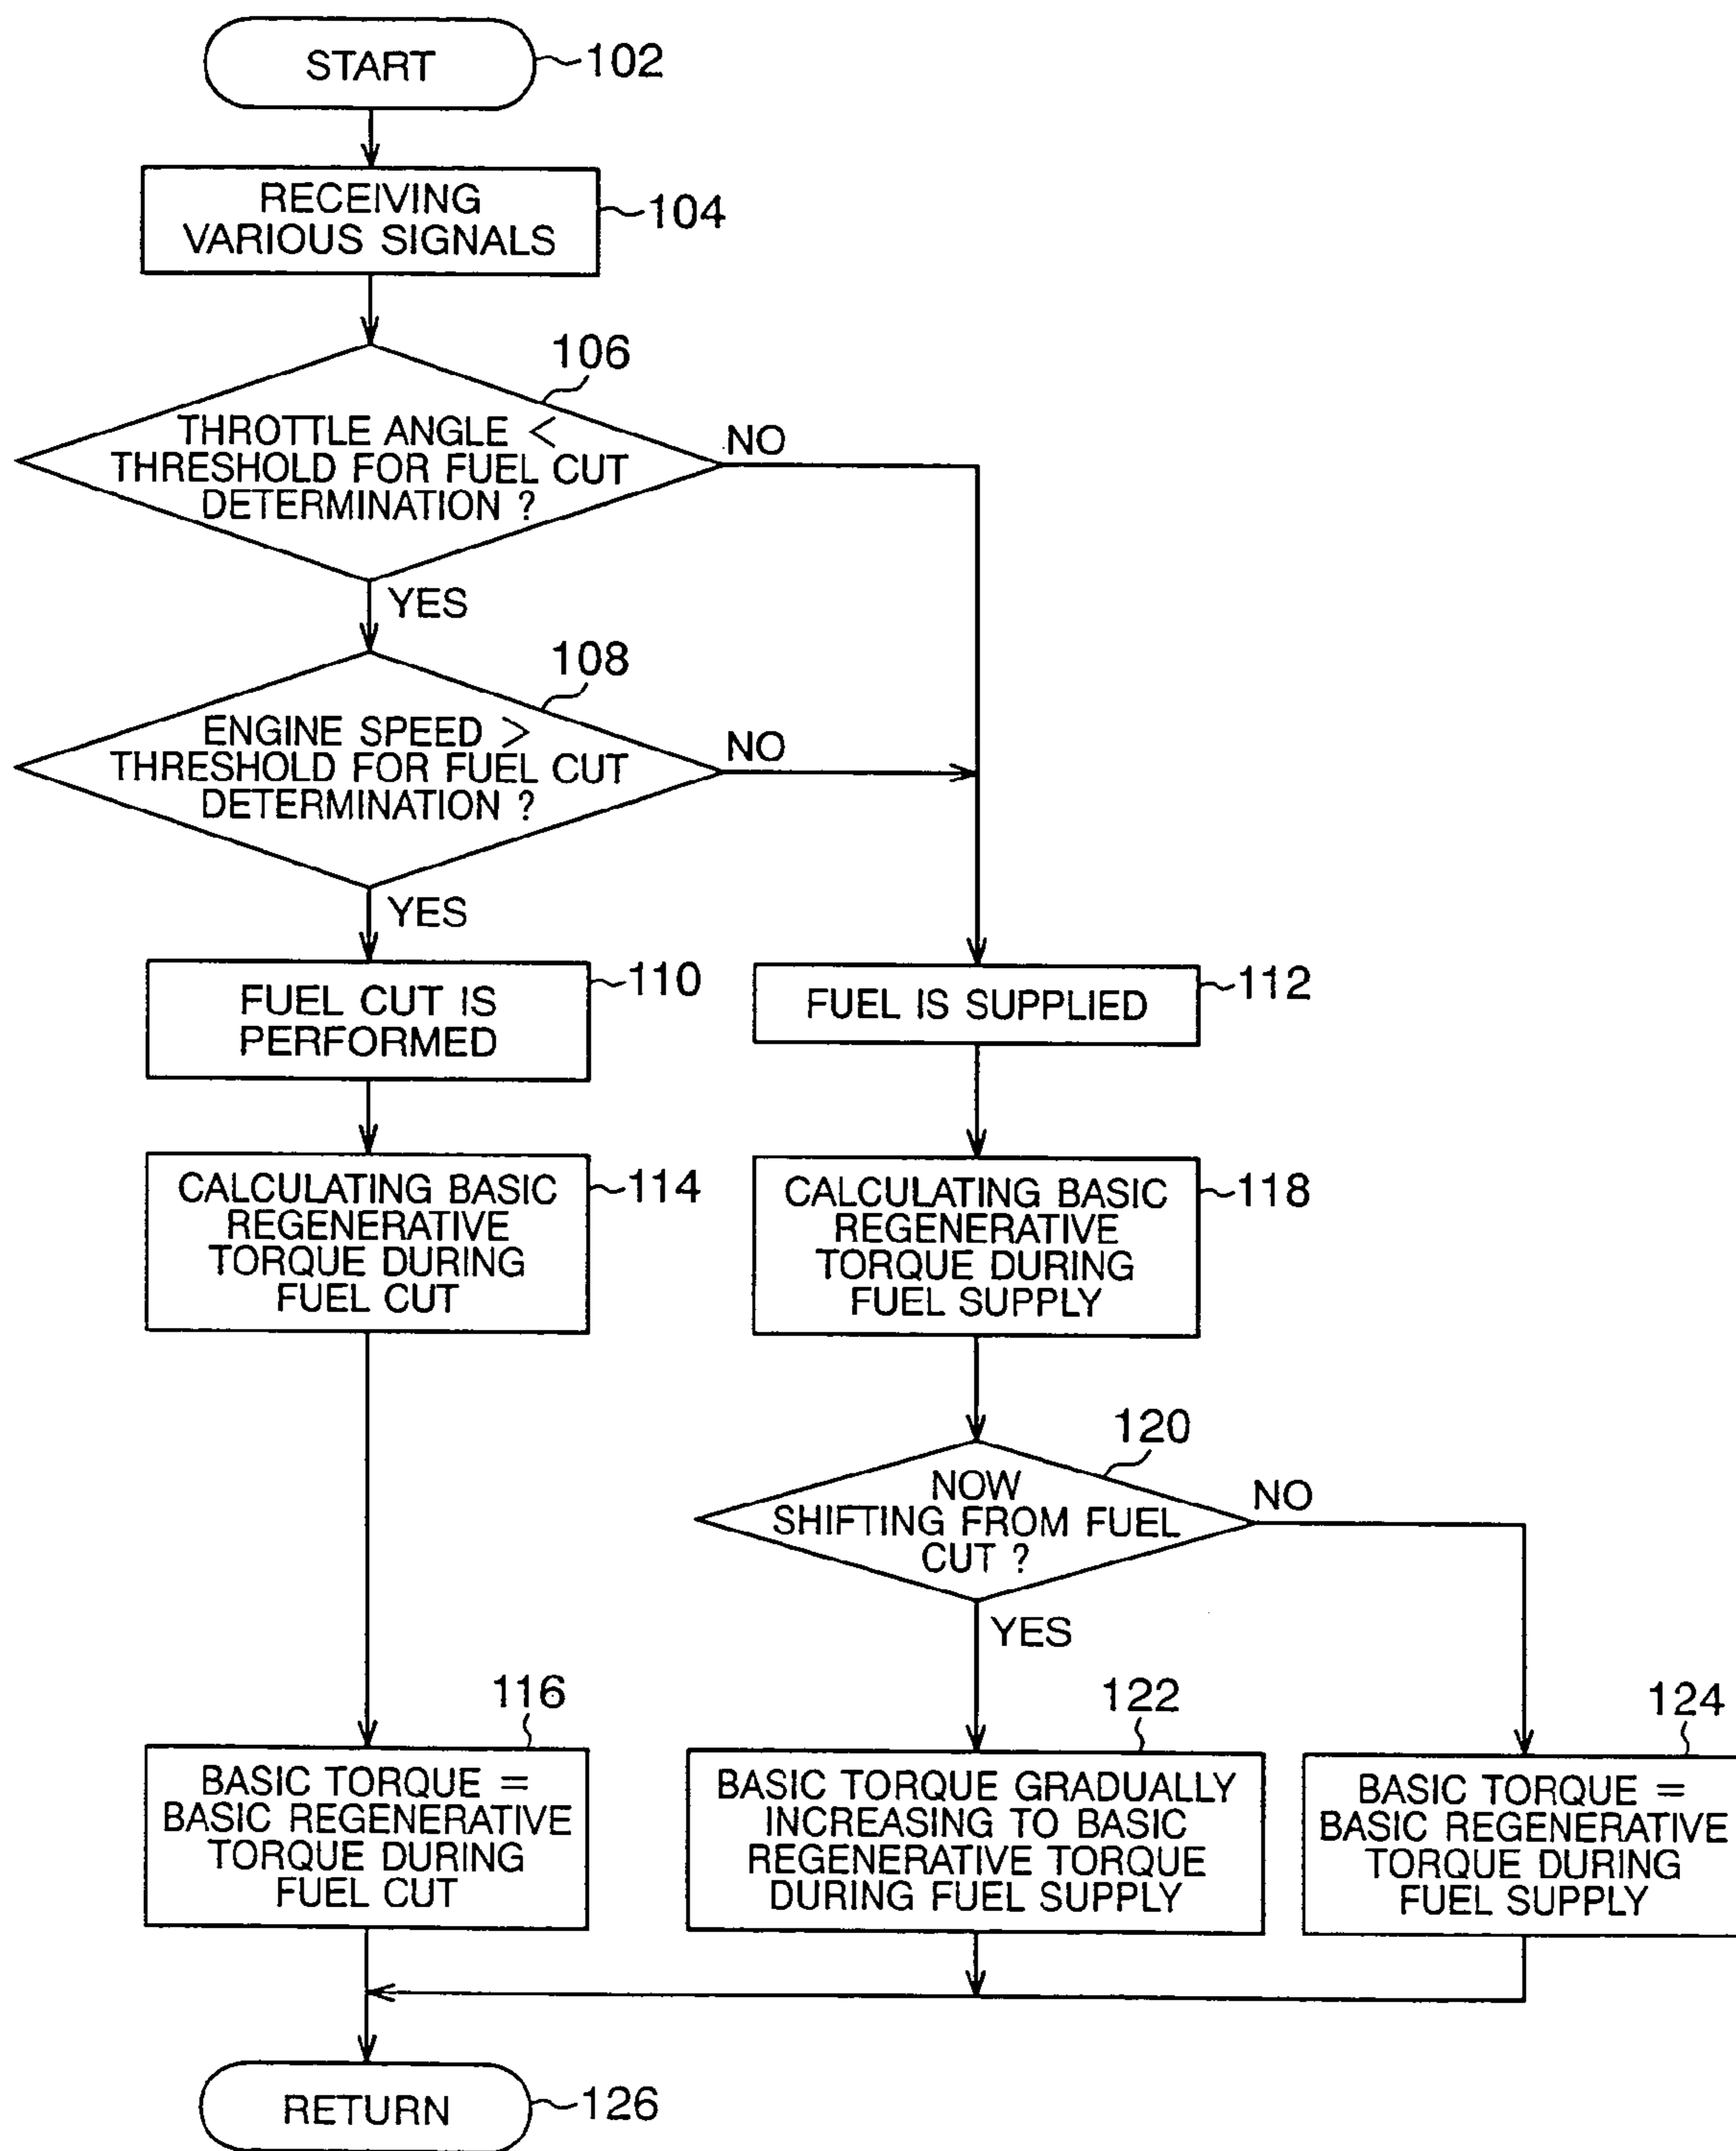 START
102
RECEIVING
VARIOUS SIGNALS
104
106
THROTTLE ANGLE <
THRESHOLD FOR FUEL CUT
DETERMINATION ?
NO
YES
108
ENGINE SPEED >
THRESHOLD FOR FUEL CUT
DETERMINATION ?
NO
YES
FUEL CUT IS
PERFORMED
110
FUEL IS SUPPLIED
112
CALCULATING BASIC
REGENERATIVE
TORQUE DURING
FUEL CUT
114
CALCULATING BASIC
REGENERATIVE
TORQUE DURING
FUEL SUPPLY
118
120
NOW
SHIFTING FROM FUEL
CUT ?
NO
YES
116
BASIC TORQUE =
BASIC REGENERATIVE
TORQUE DURING
FUEL CUT
122
BASIC TORQUE GRADUALLY
INCREASING TO BASIC
REGENERATIVE TORQUE
DURING FUEL SUPPLY
124
BASIC TORQUE =
BASIC REGENERATIVE
TORQUE DURING
FUEL SUPPLY
RETURN
126